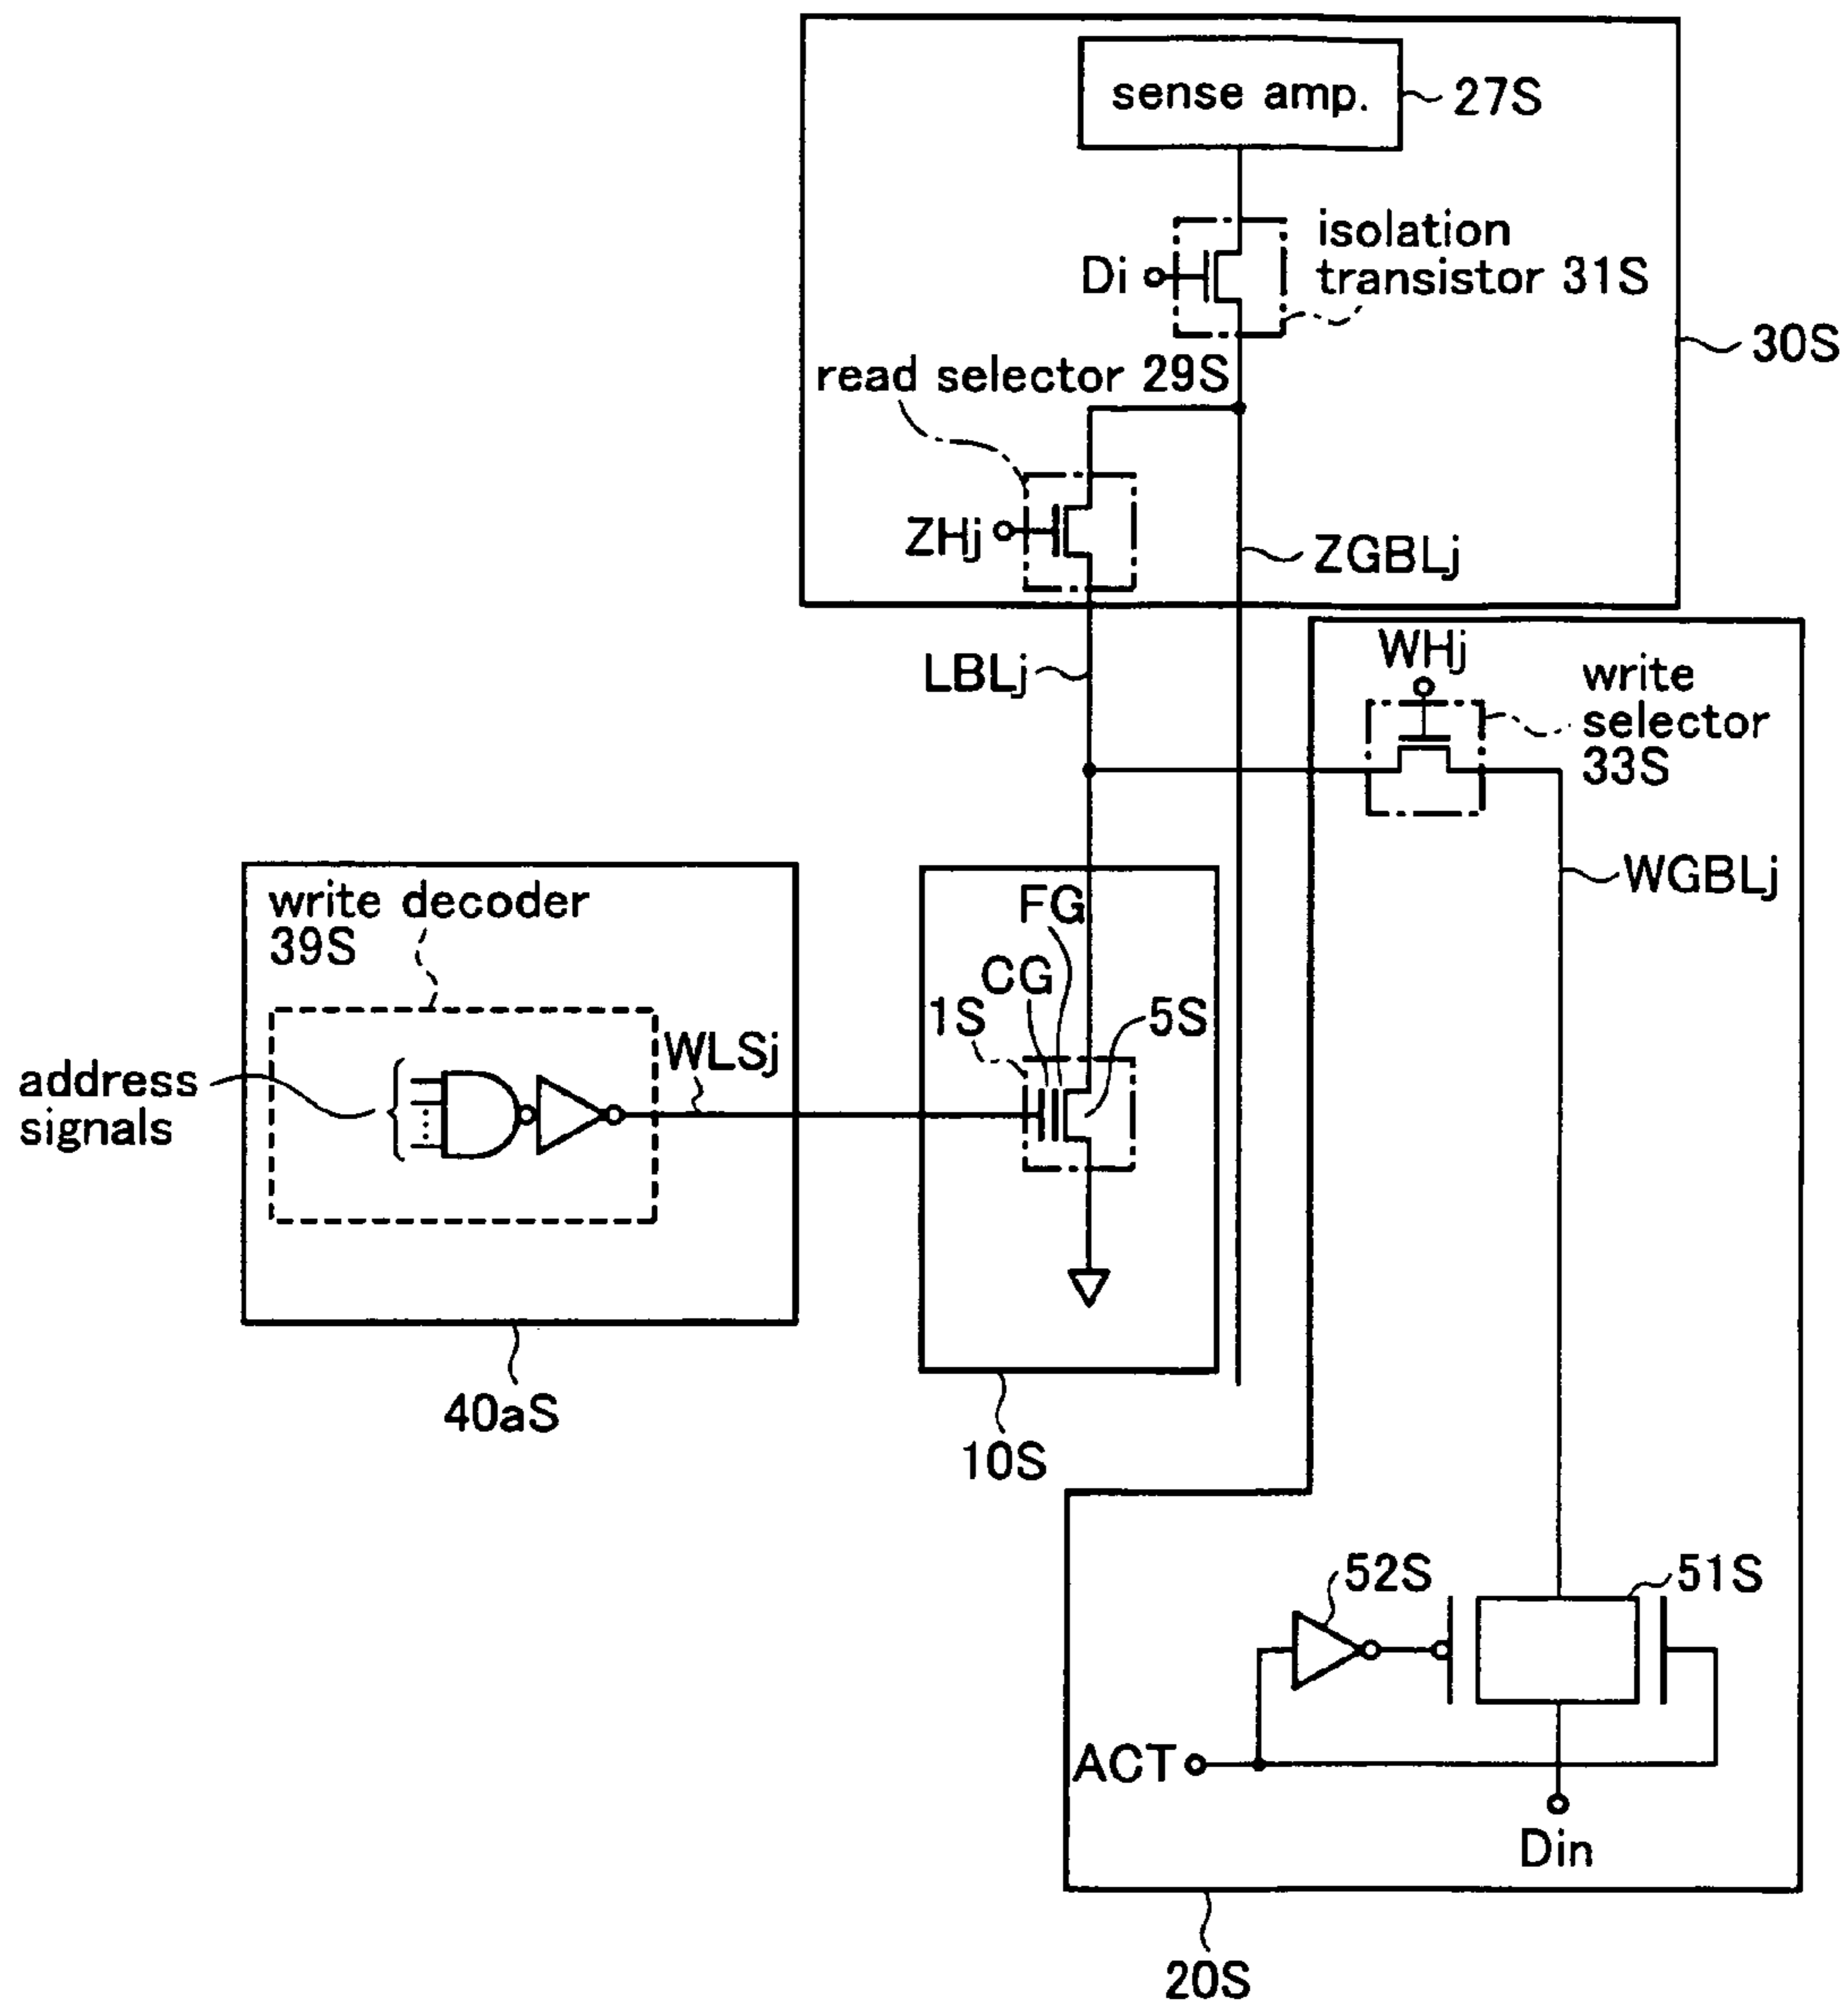 sense amp.
27S
isolation
transistor 31S
Di
30S
read selector 29S
ZHj
ZGBLj
LBLj
WHj
write
selector
33S
WGBLj
write decoder
39S
FG
CG
1S
5S
WLSj
address
signals
40aS
10S
52S
51S
ACT
Din
20S